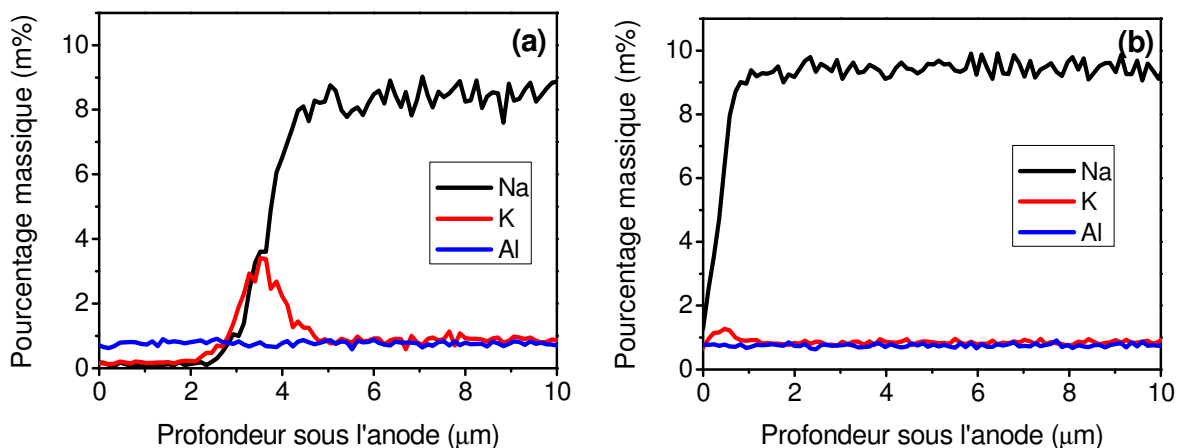 (a)
Pourcentage massique (m%)
10
8
6
4
2
0
Na
K
Al
0 2 4 6 8 10
Profondeur sous l'anode (μm)
(b)
Pourcentage massique (m%)
10
8
6
4
2
0
Na
K
Al
0 2 4 6 8 10
Profondeur sous l'anode (μm)